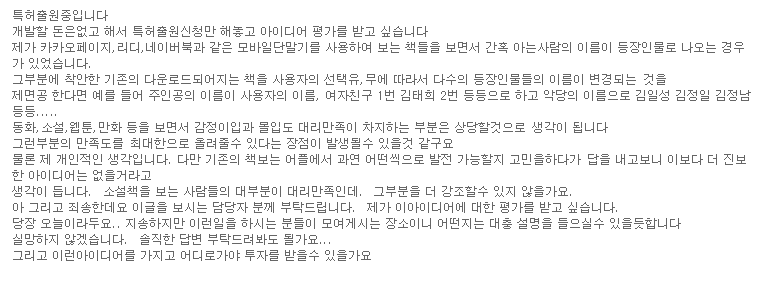 특허출원중입니다
개발할 돈은없고 해서 특허출원신청만 해놓고 아이디어 평가를 받고 싶습니다
제가 카카오페이지,리디,네이버북과 같은 모바일단말기를 사용하여 보는 책들을 보면서 간혹 아는사람의 이름이 등장인물로 나오는 경우
가 있었습니다.
그부분에 착안한 기존의 다운로드되어지는 책을 사용자의 선택유,무에 따라서 다수의 등장인물들의 이름이 변경되는 것을
제면공 한다면 예를 들어 주인공의 이름이 사용자의 이름, 여자친구 1번 김태희 2번 등등으로 하고 악당의 이름으로 김일성 김정일 김정남
등등.....
동화,소설,웹툰,만화 등을 보면서 감정이입과 몰입도 대리만족이 차지하는 부분은 상당할것으로 생각이 됩니다
그런부분의 만족도를 최대한으로 올려줄수 있다는 장점이 발생될수 있을것 같구요
물론 제 개인적인 생각입니다. 다만 기존의 책보는 어플에서 과연 어떤썩으로 발전 가능할지 고민을하다가 답을 내고보니 이보다 더 진보
한 아이디어는 없을거라고
생각이 듭니다. 소설책을 보는 사람들의 대부분이 대리만족인데. 그부분을 더 강조할수 있지 않을가요.
아 그리고 죄송한데요 이글을 보시는 담당자 분께 부탁드립니다. 제가 이아이디어에 대한 평가를 받고 싶습니다.
당장 오늘이라두요.. 지송하지만 이런일을 하시는 분들이 모여게시는 장소이니 어떤지는 대충 설명을 들으실수 있을듯합니다
실망하지 않겠습니다. 솔직한 답변 부탁드려봐도 될가요...
그리고 이런아이디어를 가지고 어디로가야 투자를 받을수 있을가요